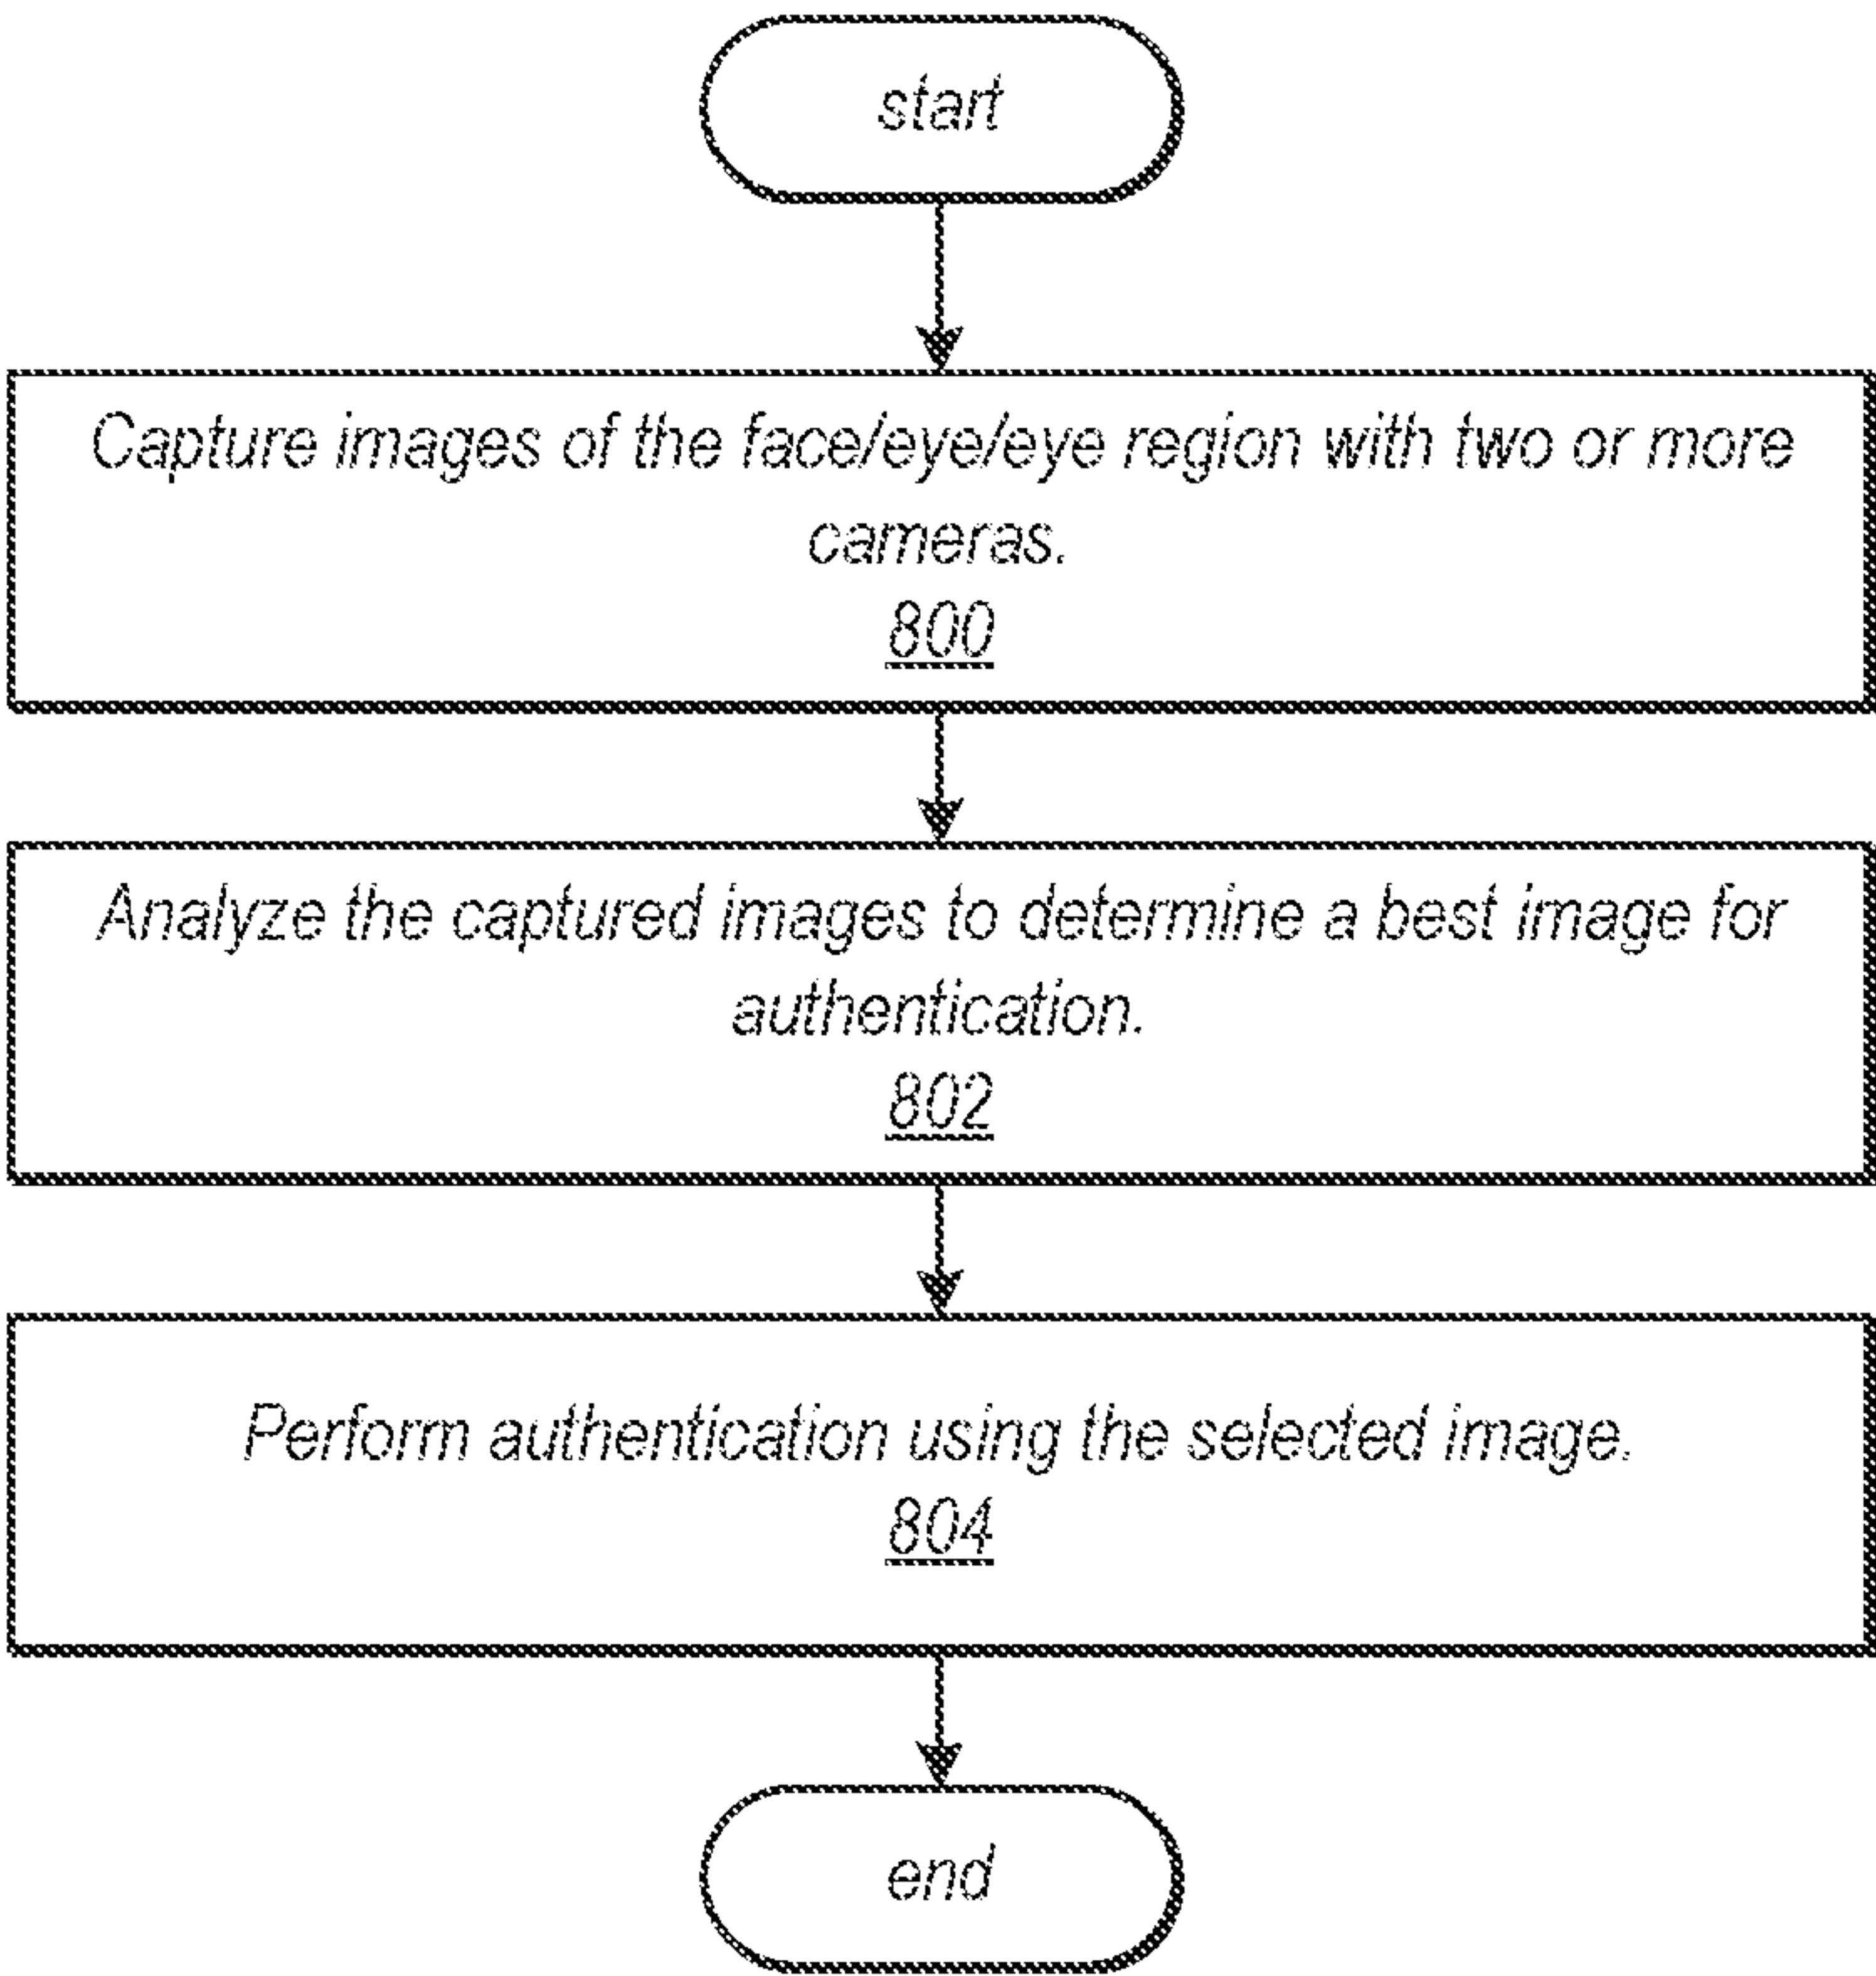 start
Capture images of the face/eye/eye region with two or more
cameras.
800
Analyze the captured images to determine a best image for
authentication.
802
Perform authentication using the selected image.
804
end